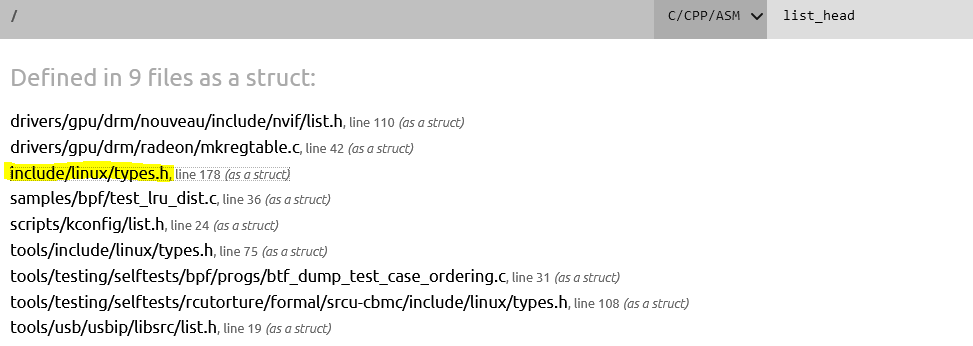 / C/CPP/ASM list_head
Defined in 9 files as a struct:
drivers/gpu/drm/nouveau/include/nvif/list.h, line 110 (as a struct)
drivers/gpu/drm/radeon/mkregtable.c, line 42 (as a struct)
include/linux/types.h, line 178 (as a struct)
samples/bpf/test_lru_dist.c, line 36 (as a struct)
scripts/kconfig/list.h, line 24 (as a struct)
tools/include/linux/types.h, line 75 (as a struct)
tools/testing/selftests/bpf/progs/btf_dump_test_case_ordering.c, line 31 (as a struct)
tools/testing/selftests/rcutorture/formal/srcu-cbmc/include/linux/types.h, line 108 (as a struct)
tools/usb/usbip/libsrc/list.h, line 19 (as a struct)